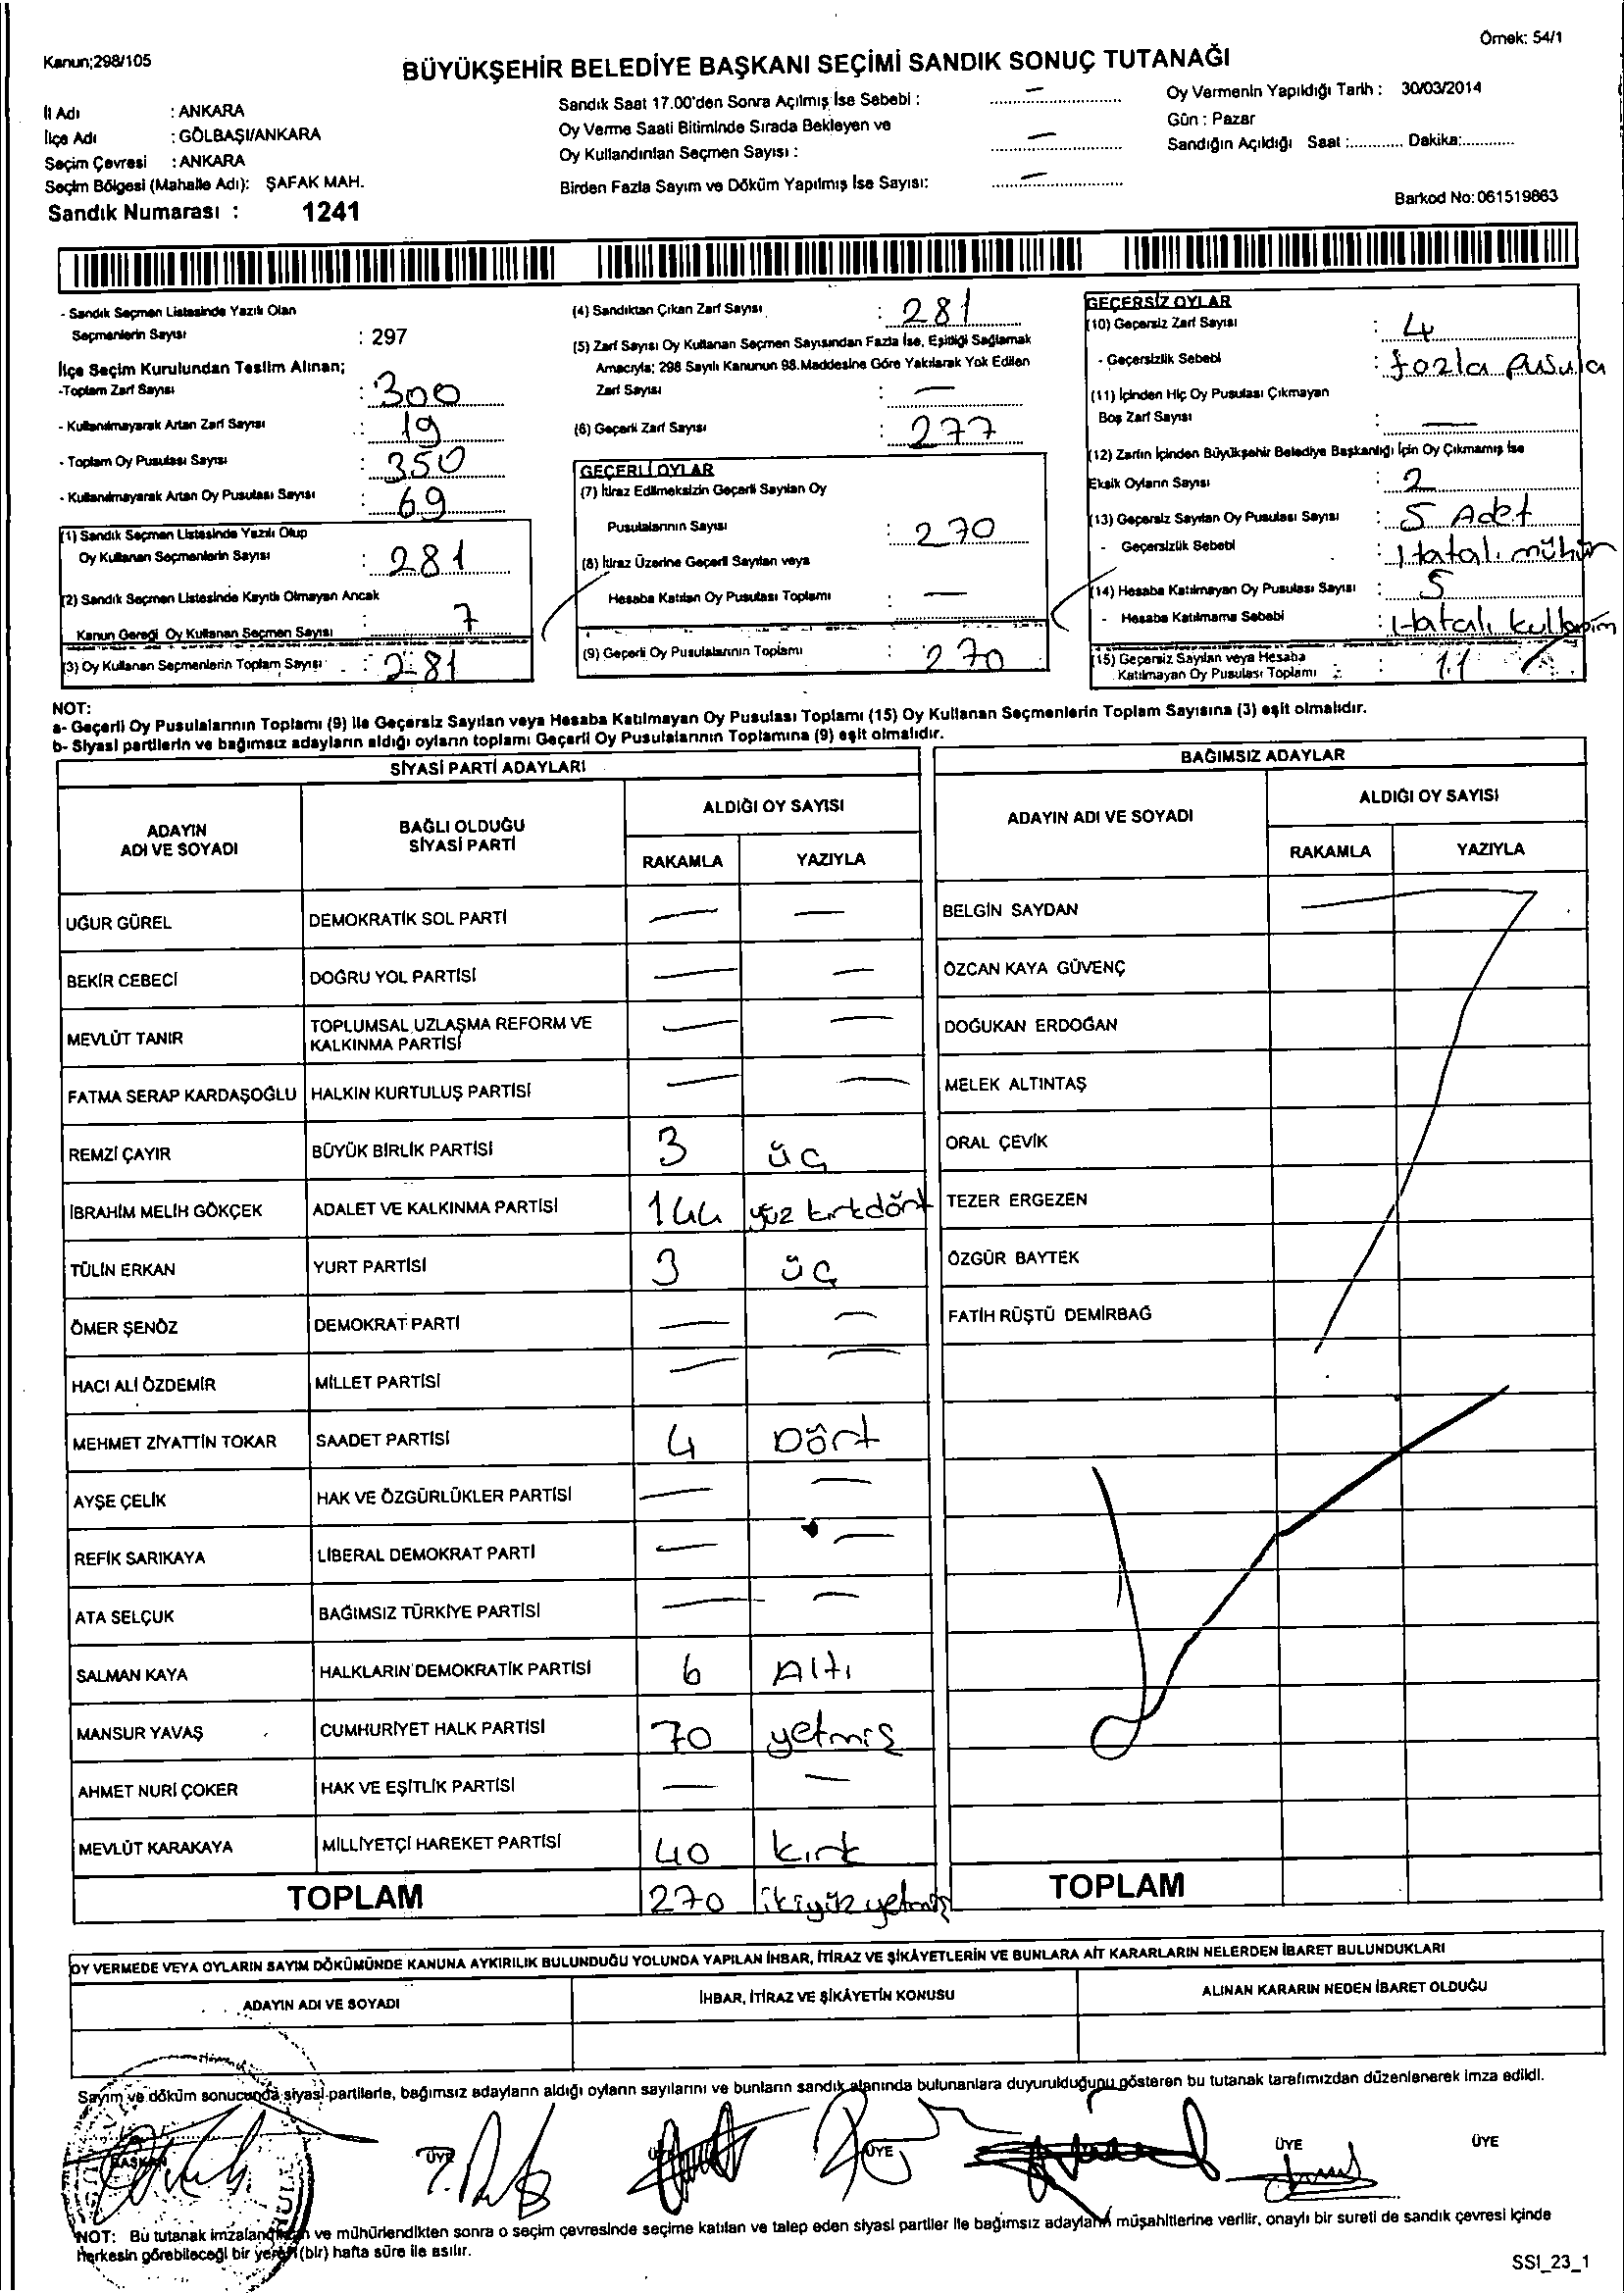 Kanun;298/105
Örnek: 54/1
BÜYÜKŞEHİR BELEDİYE BAŞKANI SEÇİMİ SANDIK SONUÇ TUTANAĞI
İl Adı : ANKARA
İlçe Adı : GÖLBAŞI/ANKARA
Seçim Çevresi : ANKARA
Seçim Bölgesi (Mahalle Adı): ŞAFAK MAH.
Sandık Numarası : 1241
Sandık Saat 17.00'den Sonra Açılmış İse Sebebi : —
Oy Verme Saati Bitiminde Sırada Bekleyen ve
Oy Kullandırılan Seçmen Sayısı : —
Birden Fazla Sayım ve Döküm Yapılmış İse Sayısı: —
Oy Vermenin Yapıldığı Tarih : 30/03/2014
Gün : Pazar
Sandığın Açıldığı Saat :............ Dakika:............
Barkod No: 061519863
- Sandık Seçmen Listesinde Yazılı Olan
Seçmenlerin Sayısı : 297
İlçe Seçim Kurulundan Teslim Alınan;
-Toplam Zarf Sayısı : 300
- Kullanılmayarak Artan Zarf Sayısı : 19
- Toplam Oy Pusulası Sayısı : 350
- Kullanılmayarak Artan Oy Pusulası Sayısı : 69
(1) Sandık Seçmen Listesinde Yazılı Olup
Oy Kullanan Seçmenlerin Sayısı : 281
(2) Sandık Seçmen Listesinde Kayıtlı Olmayan Ancak
Kanun Gereği Oy Kullanan Seçmen Sayısı : 7
(3) Oy Kullanan Seçmenlerin Toplam Sayısı : 281
(4) Sandıktan Çıkan Zarf Sayısı : 281
(5) Zarf Sayısı Oy Kullanan Seçmen Sayısından Fazla İse, Eşitliği Sağlamak
Amacıyla; 298 Sayılı Kanunun 98.Maddesine Göre Yakılarak Yok Edilen
Zarf Sayısı : —
(6) Geçerli Zarf Sayısı : 277
GEÇERLİ OYLAR
(7) İtiraz Edilmeksizin Geçerli Sayılan Oy
Pusulalarının Sayısı : 270
(8) İtiraz Üzerine Geçerli Sayılan veya
Hesaba Katılan Oy Pusulası Toplamı : —
(9) Geçerli Oy Pusulalarının Toplamı : 270
GEÇERSİZ OYLAR
(10) Geçersiz Zarf Sayısı : 4
- Geçersizlik Sebebi : fazla pusula
(11) İçinden Hiç Oy Pusulası Çıkmayan
Boş Zarf Sayısı : —
(12) Zarfın İçinden Büyükşehir Belediye Başkanlığı İçin Oy Çıkmamış İse
Eksik Oyların Sayısı : 2
(13) Geçersiz Sayılan Oy Pusulası Sayısı : 5 Adet
- Geçersizlik Sebebi : Hatalı mühür
(14) Hesaba Katılmayan Oy Pusulası Sayısı : 5
- Hesaba Katılmama Sebebi : Hatalı kullanım
(15) Geçersiz Sayılan veya Hesaba
Katılmayan Oy Pusulası Toplamı : 11
NOT:
a- Geçerli Oy Pusulalarının Toplamı (9) İle Geçersiz Sayılan veya Hesaba Katılmayan Oy Pusulası Toplamı (15) Oy Kullanan Seçmenlerin Toplam Sayısına (3) eşit olmalıdır.
b- Siyasi partilerin ve bağımsız adayların aldığı oyların toplamı Geçerli Oy Pusulalarının Toplamına (9) eşit olmalıdır.
SİYASİ PARTİ ADAYLARI
ADAYIN ADI VE SOYADI
BAĞLI OLDUĞU SİYASİ PARTİ
ALDIĞI OY SAYISI
RAKAMLA YAZIYLA
UĞUR GÜREL DEMOKRATİK SOL PARTİ — —
BEKİR CEBECİ DOĞRU YOL PARTİSİ — —
MEVLÜT TANIR TOPLUMSAL UZLAŞMA REFORM VE KALKINMA PARTİSİ — —
FATMA SERAP KARDAŞOĞLU HALKIN KURTULUŞ PARTİSİ — —
REMZİ ÇAYIR BÜYÜK BİRLİK PARTİSİ 3 üç
İBRAHİM MELİH GÖKÇEK ADALET VE KALKINMA PARTİSİ 144 yüz kırkdört
TÜLİN ERKAN YURT PARTİSİ 3 üç
ÖMER ŞENÖZ DEMOKRAT PARTİ — —
HACI ALİ ÖZDEMİR MİLLET PARTİSİ — —
MEHMET ZİYATTİN TOKAR SAADET PARTİSİ 4 Dört
AYŞE ÇELİK HAK VE ÖZGÜRLÜKLER PARTİSİ — —
REFİK SARIKAYA LİBERAL DEMOKRAT PARTİ — —
ATA SELÇUK BAĞIMSIZ TÜRKİYE PARTİSİ — —
SALMAN KAYA HALKLARIN DEMOKRATİK PARTİSİ 6 Altı
MANSUR YAVAŞ CUMHURİYET HALK PARTİSİ 70 yetmiş
AHMET NURİ ÇOKER HAK VE EŞİTLİK PARTİSİ — —
MEVLÜT KARAKAYA MİLLİYETÇİ HAREKET PARTİSİ 40 kırk
TOPLAM 270 ikiyüz yetmiş
BAĞIMSIZ ADAYLAR
ADAYIN ADI VE SOYADI
ALDIĞI OY SAYISI
RAKAMLA YAZIYLA
BELGİN SAYDAN
ÖZCAN KAYA GÜVENÇ
DOĞUKAN ERDOĞAN
MELEK ALTINTAŞ
ORAL ÇEVİK
TEZER ERGEZEN
ÖZGÜR BAYTEK
FATİH RÜŞTÜ DEMİRBAĞ
TOPLAM
OY VERMEDE VEYA OYLARIN SAYIM DÖKÜMÜNDE KANUNA AYKIRILIK BULUNDUĞU YOLUNDA YAPILAN İHBAR, İTİRAZ VE ŞİKÂYETLERİN VE BUNLARA AİT KARARLARIN NELERDEN İBARET BULUNDUKLARI
ADAYIN ADI VE SOYADI
İHBAR, İTİRAZ VE ŞİKÂYETİN KONUSU
ALINAN KARARIN NEDEN İBARET OLDUĞU
Sayım ve döküm sonucunda siyasi partilerle, bağımsız adayların aldığı oyların sayılarını ve bunların sandık alanında bulunanlara duyurulduğunu gösteren bu tutanak tarafımızdan düzenlenerek imza edildi.
BAŞKAN ÜYE ÜYE ÜYE ÜYE ÜYE
NOT: Bu tutanak imzalandıktan ve mühürlendikten sonra o seçim çevresinde seçime katılan ve talep eden siyasi partiler ile bağımsız adayların müşahitlerine verilir, onaylı bir sureti de sandık çevresi içinde
herkesin görebileceği bir yere (bir) hafta süre ile asılır.
SSI_23_1